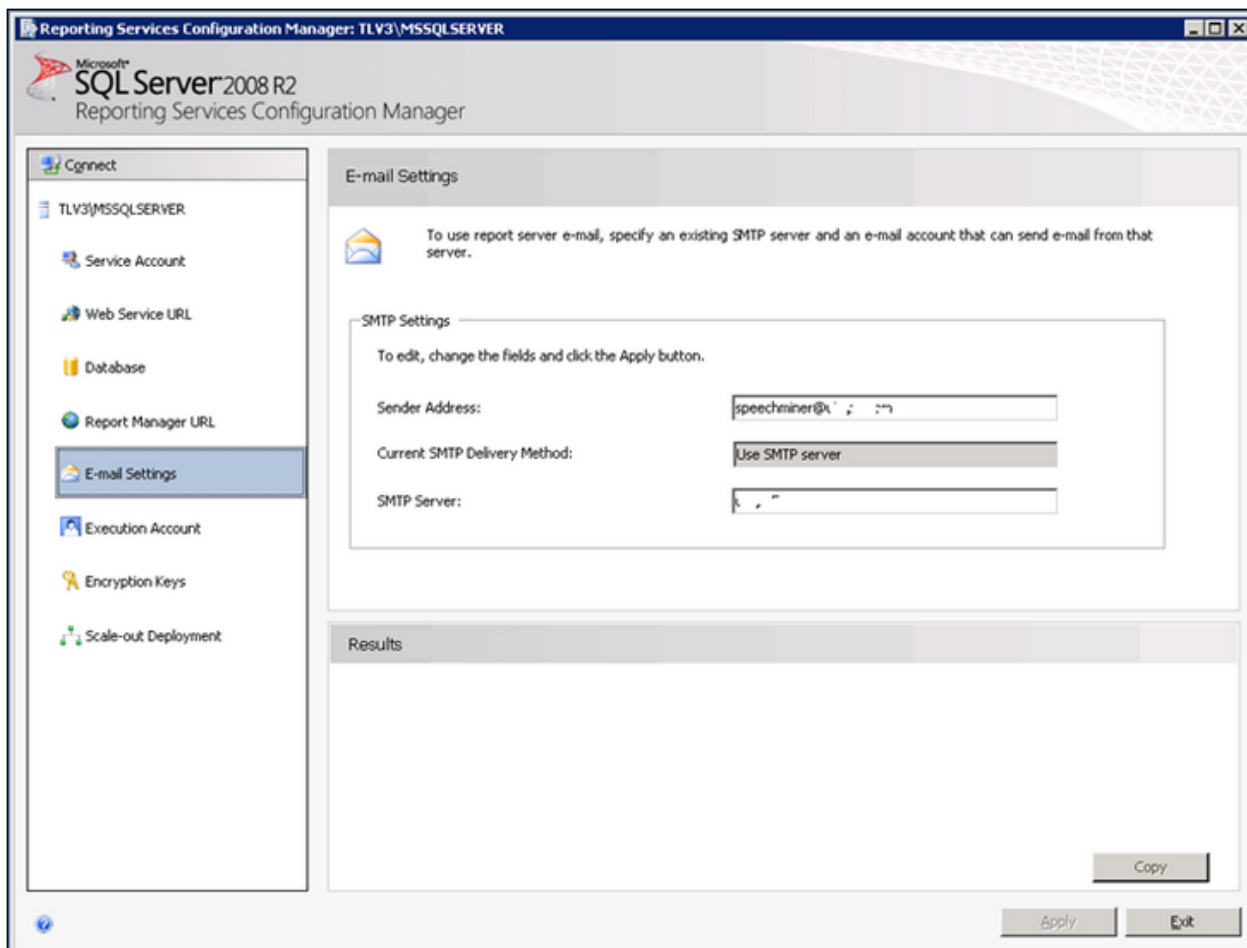 Reporting Services Configuration Manager: TLV3\MSSQLSERVER
Microsoft®
SQL Server 2008 R2
Reporting Services Configuration Manager
Connect
TLV3\MSSQLSERVER
Service Account
Web Service URL
Database
Report Manager URL
E-mail Settings
Execution Account
Encryption Keys
Scale-out Deployment
E-mail Settings
To use report server e-mail, specify an existing SMTP server and an e-mail account that can send e-mail from that
server.
SMTP Settings
To edit, change the fields and click the Apply button.
Sender Address:
Current SMTP Delivery Method: Use SMTP server
SMTP Server:
Results
Copy
Apply Exit